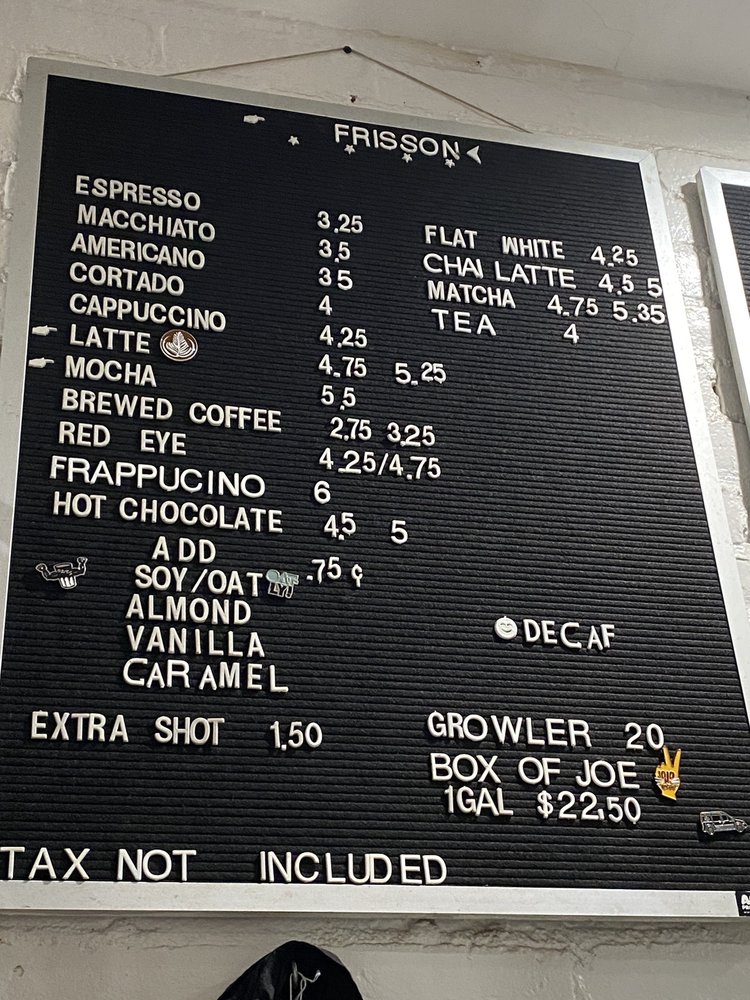 FRISSON
ESPRESSO 3.25
MACCHIATO 3.5
AMERICANO 3 5
CORTADO 4
CAPPUCCINO 4.25
LATTE 4.75 5.25
MOCHA 5.5
BREWED COFFEE 2.75 3.25
RED EYE 4.25/4.75
FRAPPUCINO 6
HOT CHOCOLATE 4.5 5
ADD .75 ¢
SOY/OAT OATLY!
ALMOND
VANILLA
CARAMEL
EXTRA SHOT 1.50
FLAT WHITE 4.25
CHAI LATTE 4.5 5
MATCHA 4.75 5.35
TEA 4
DECAF
GROWLER 20
BOX OF JOE
1GAL $22.50
TAX NOT INCLUDED